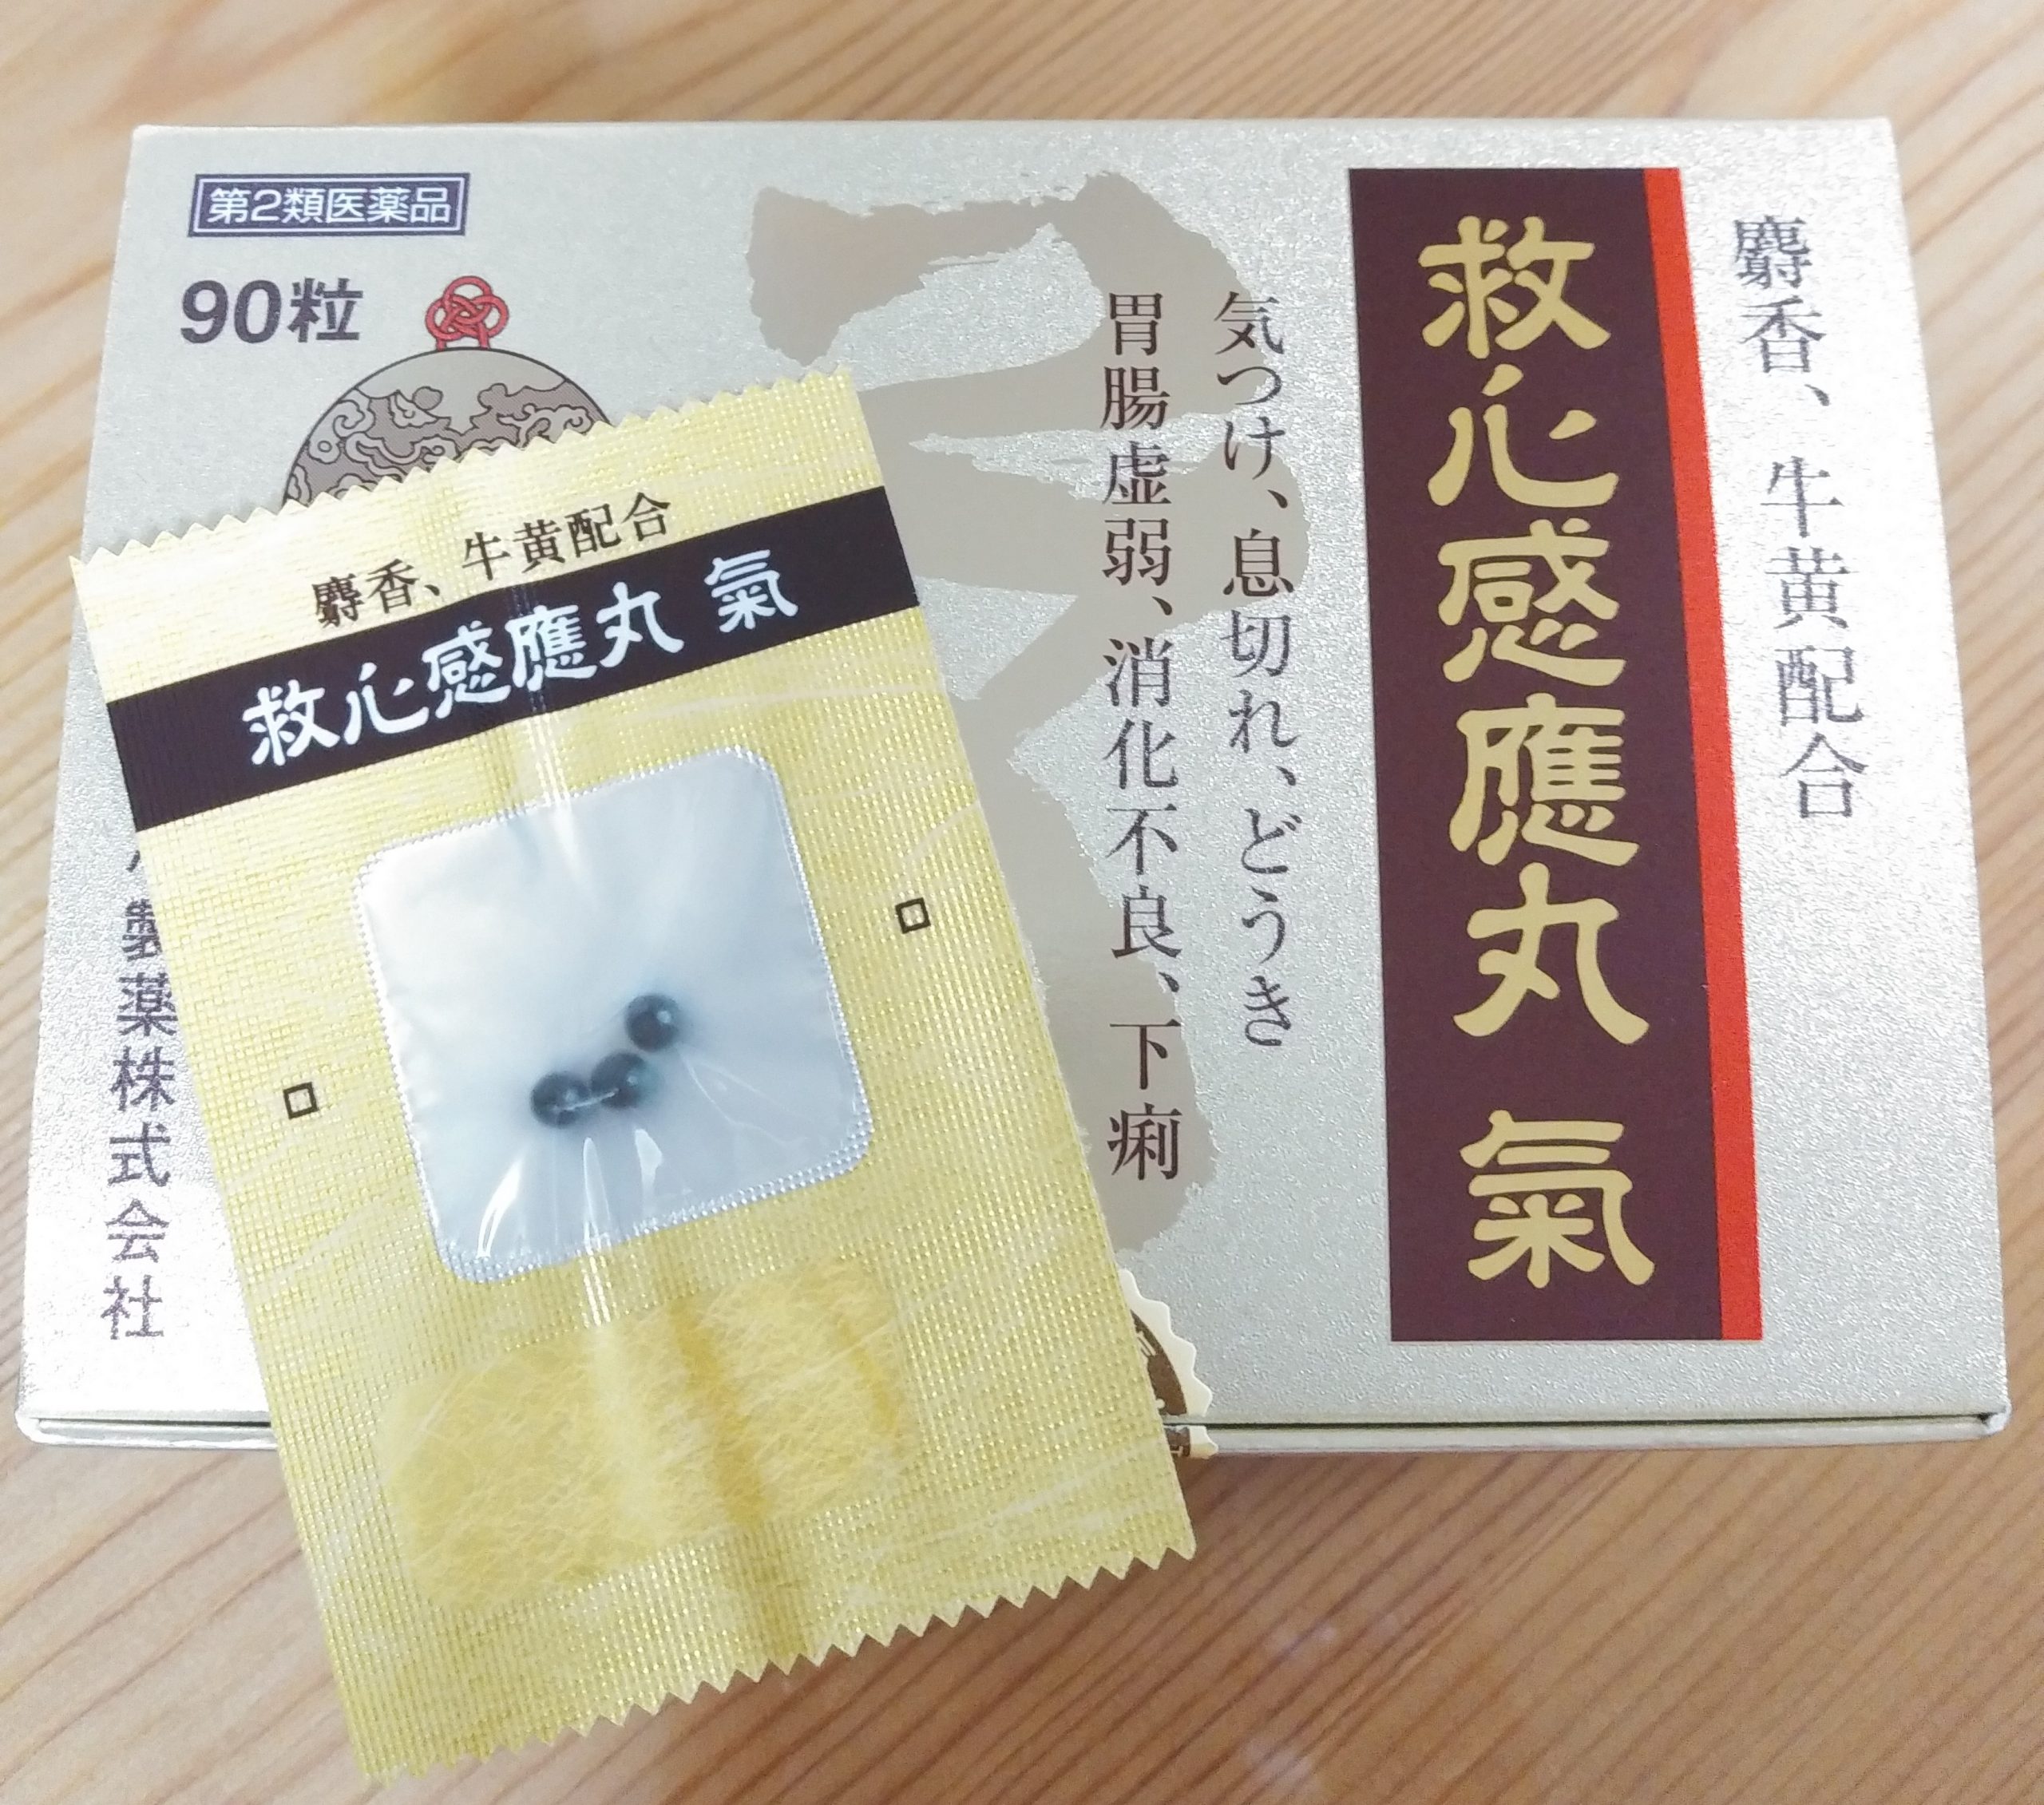 麝香、牛黄配合
救心感應丸 氣
気つけ、息切れ、どうき
胃腸虚弱、消化不良、下痢
第2類医薬品
90粒
製薬株式会社
麝香、牛黄配合
救心感應丸 氣